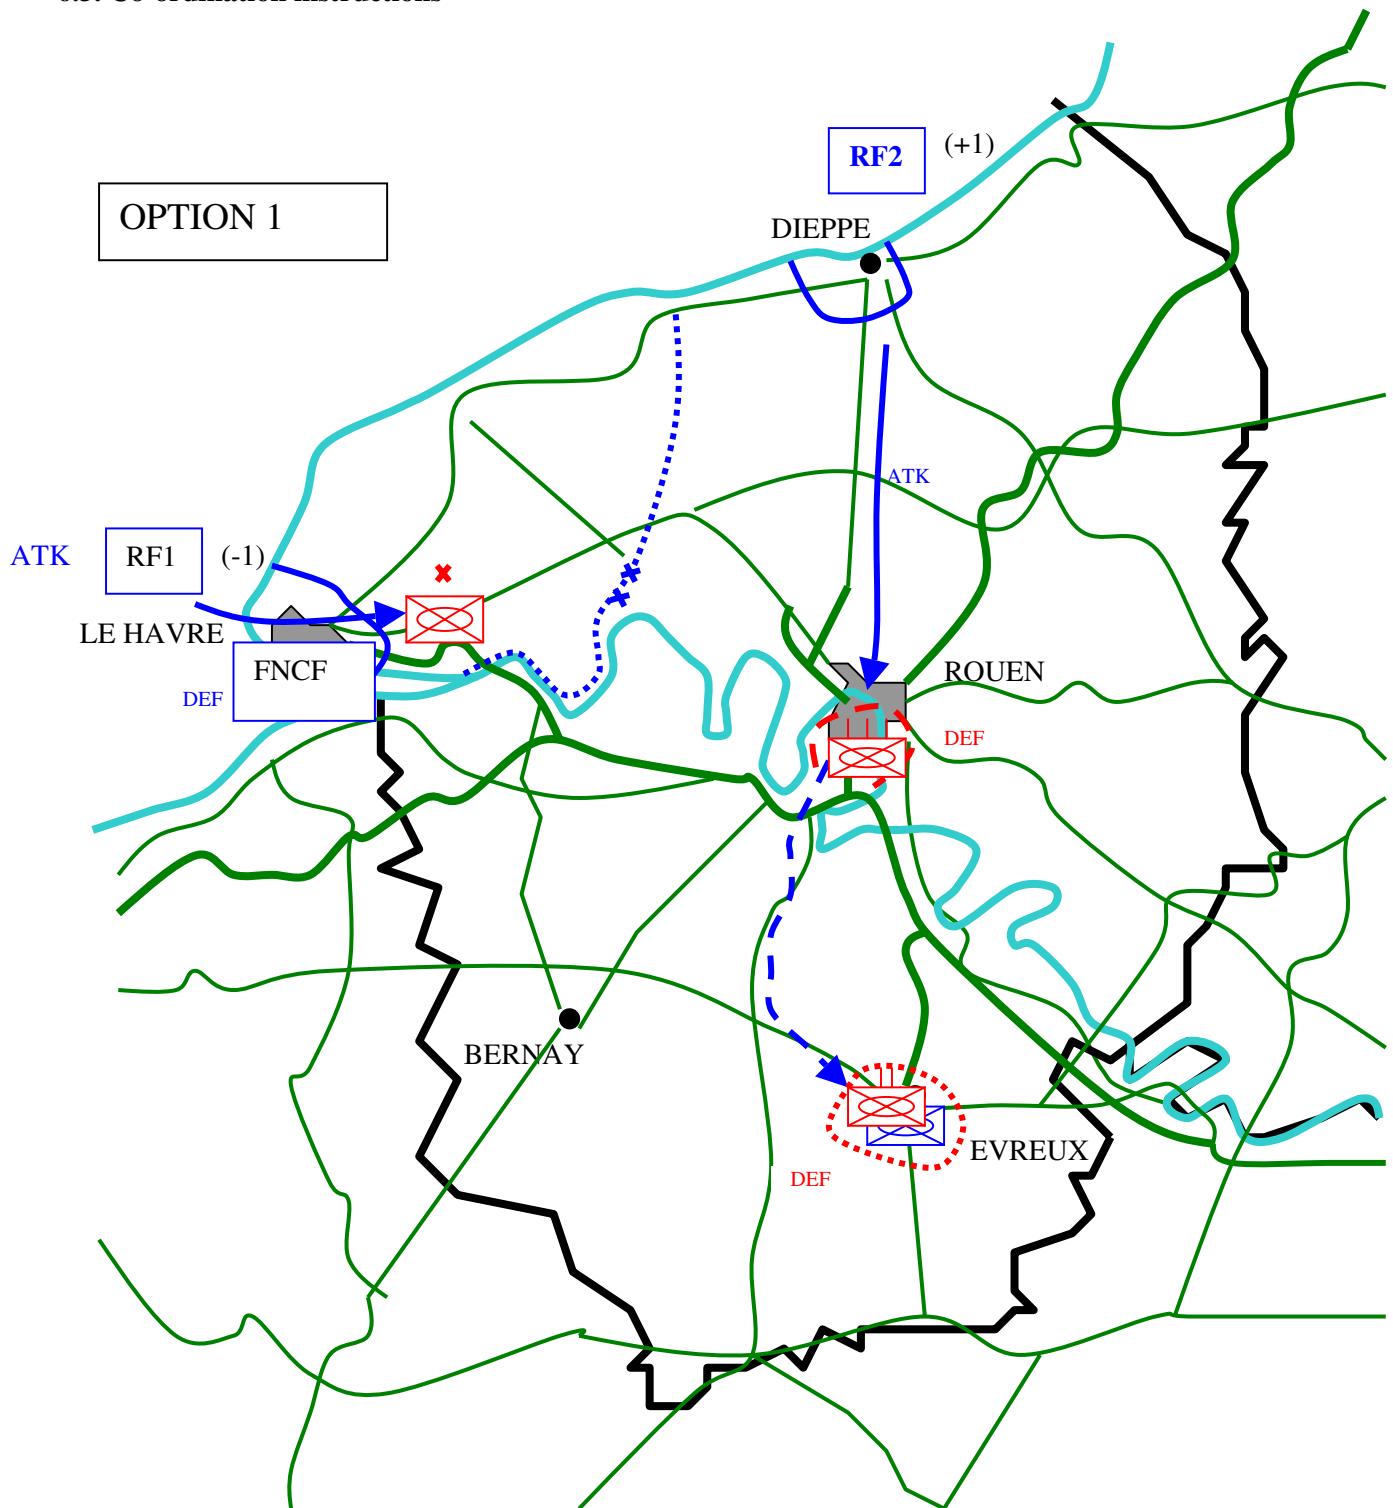 RF2 (+1)
OPTION 1
DIEPPE
ATK
ATK RF1 (-1)
LE HAVRE
FNCF
DEF
ROUEN
DEF
BERNAY
EVREUX
DEF